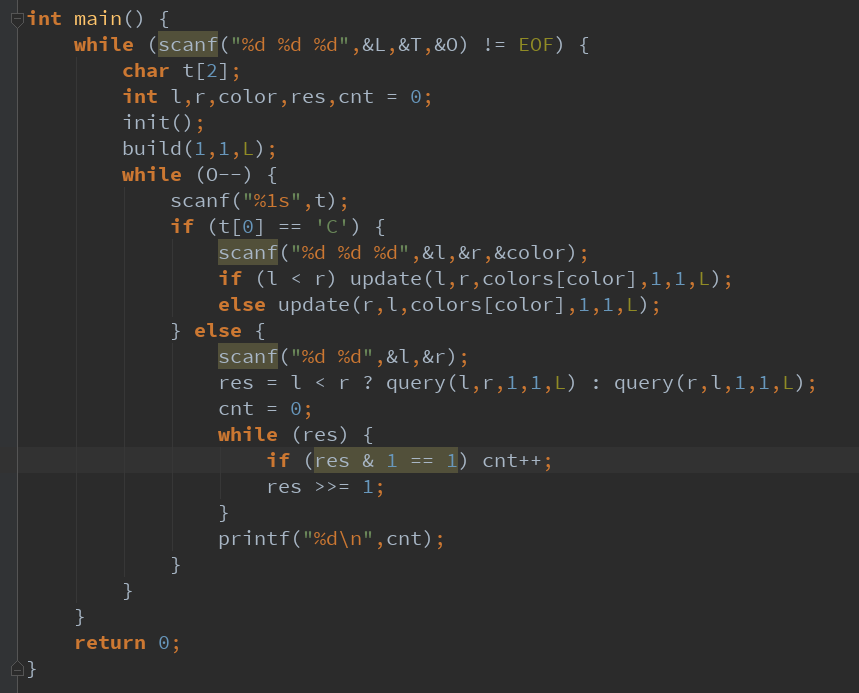 int main() {
    while (scanf("%d %d %d",&L,&T,&O) != EOF) {
        char t[2];
        int l,r,color,res,cnt = 0;
        init();
        build(1,1,L);
        while (O--) {
            scanf("%1s",t);
            if (t[0] == 'C') {
                scanf("%d %d %d",&l,&r,&color);
                if (l < r) update(l,r,colors[color],1,1,L);
                else update(r,l,colors[color],1,1,L);
            } else {
                scanf("%d %d",&l,&r);
                res = l < r ? query(l,r,1,1,L) : query(r,l,1,1,L);
                cnt = 0;
                while (res) {
                    if (res & 1 == 1) cnt++;
                    res >>= 1;
                }
                printf("%d\n",cnt);
            }
        }
    }
    return 0;
}